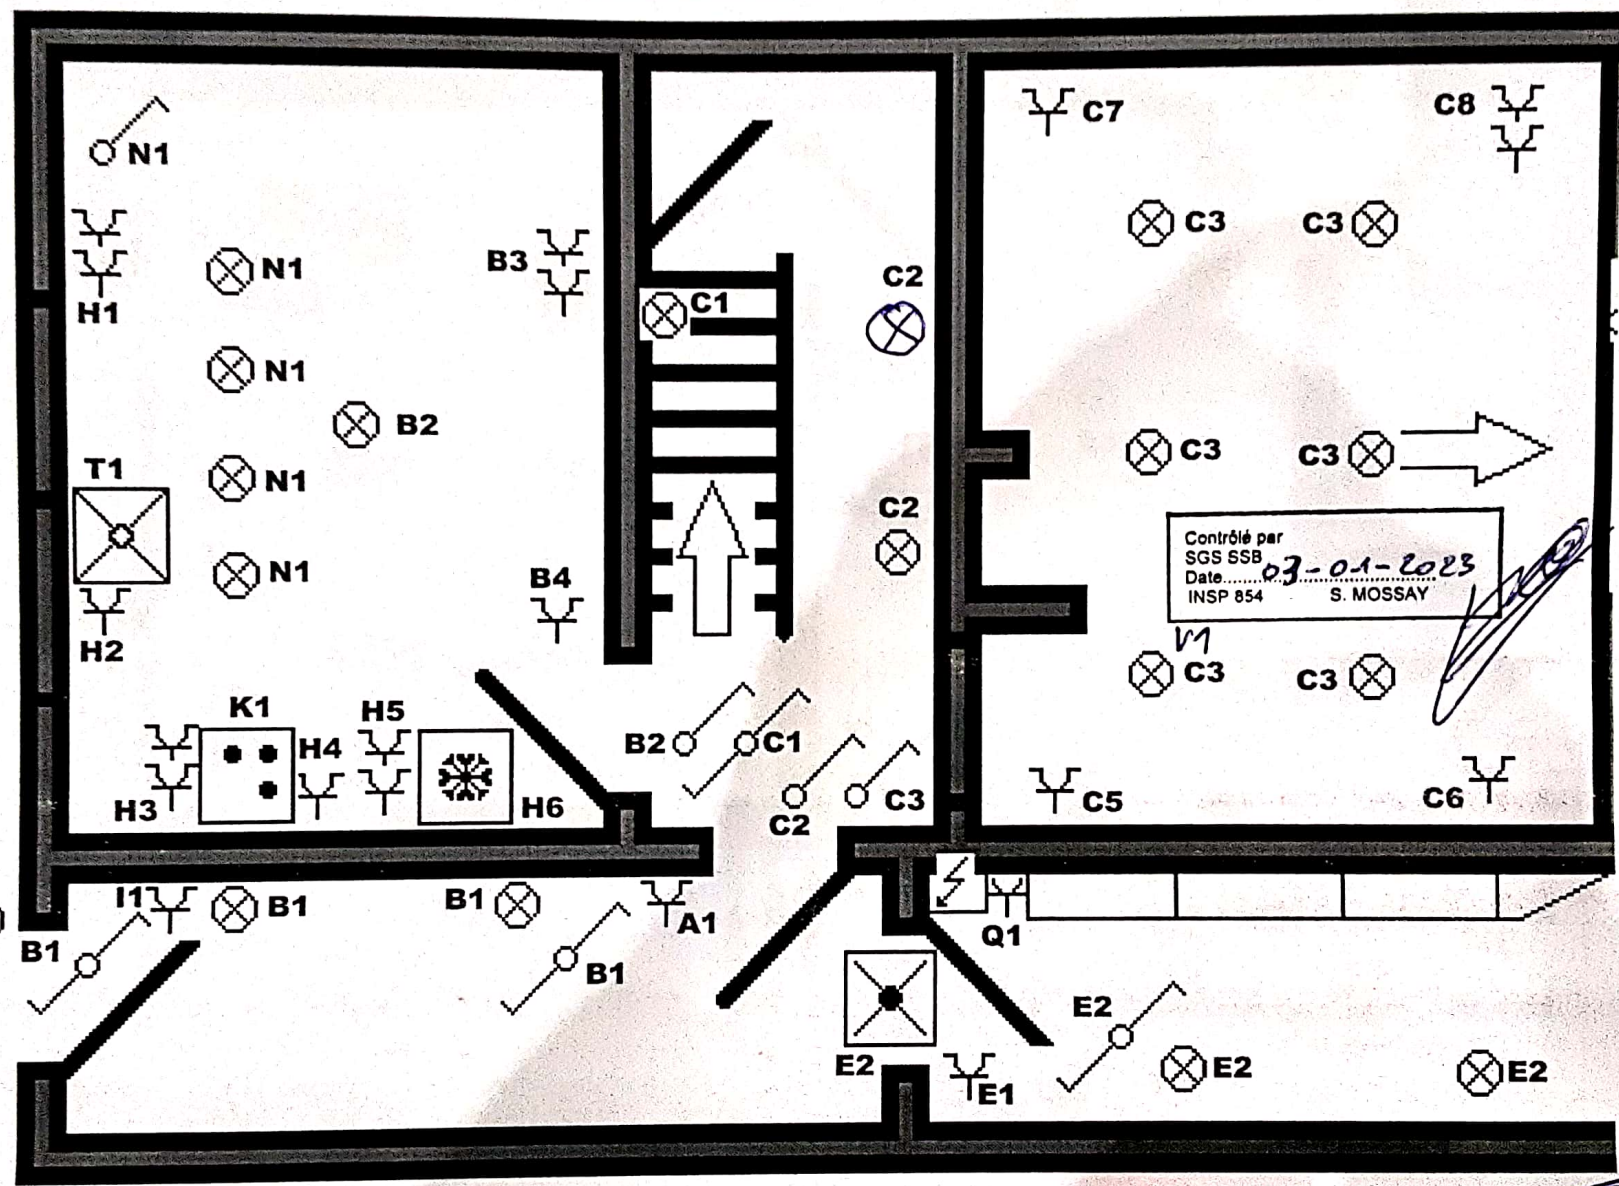 N1
C7
C8
H1
N1
B3
C1
C2
C3
C3
N1
B2
T1
N1
C2
C3
C3
N1
B4
H2
Contrôlé par
SGS SSB
Date......03-01-2023
INSP 854 S. MOSSAY
V1
C3
C3
K1
H5
H4
B2
C1
H3
H6
C2
C3
C5
C6
I1
B1
B1
A1
Q1
B1
B1
E2
E2
E1
E2
E2